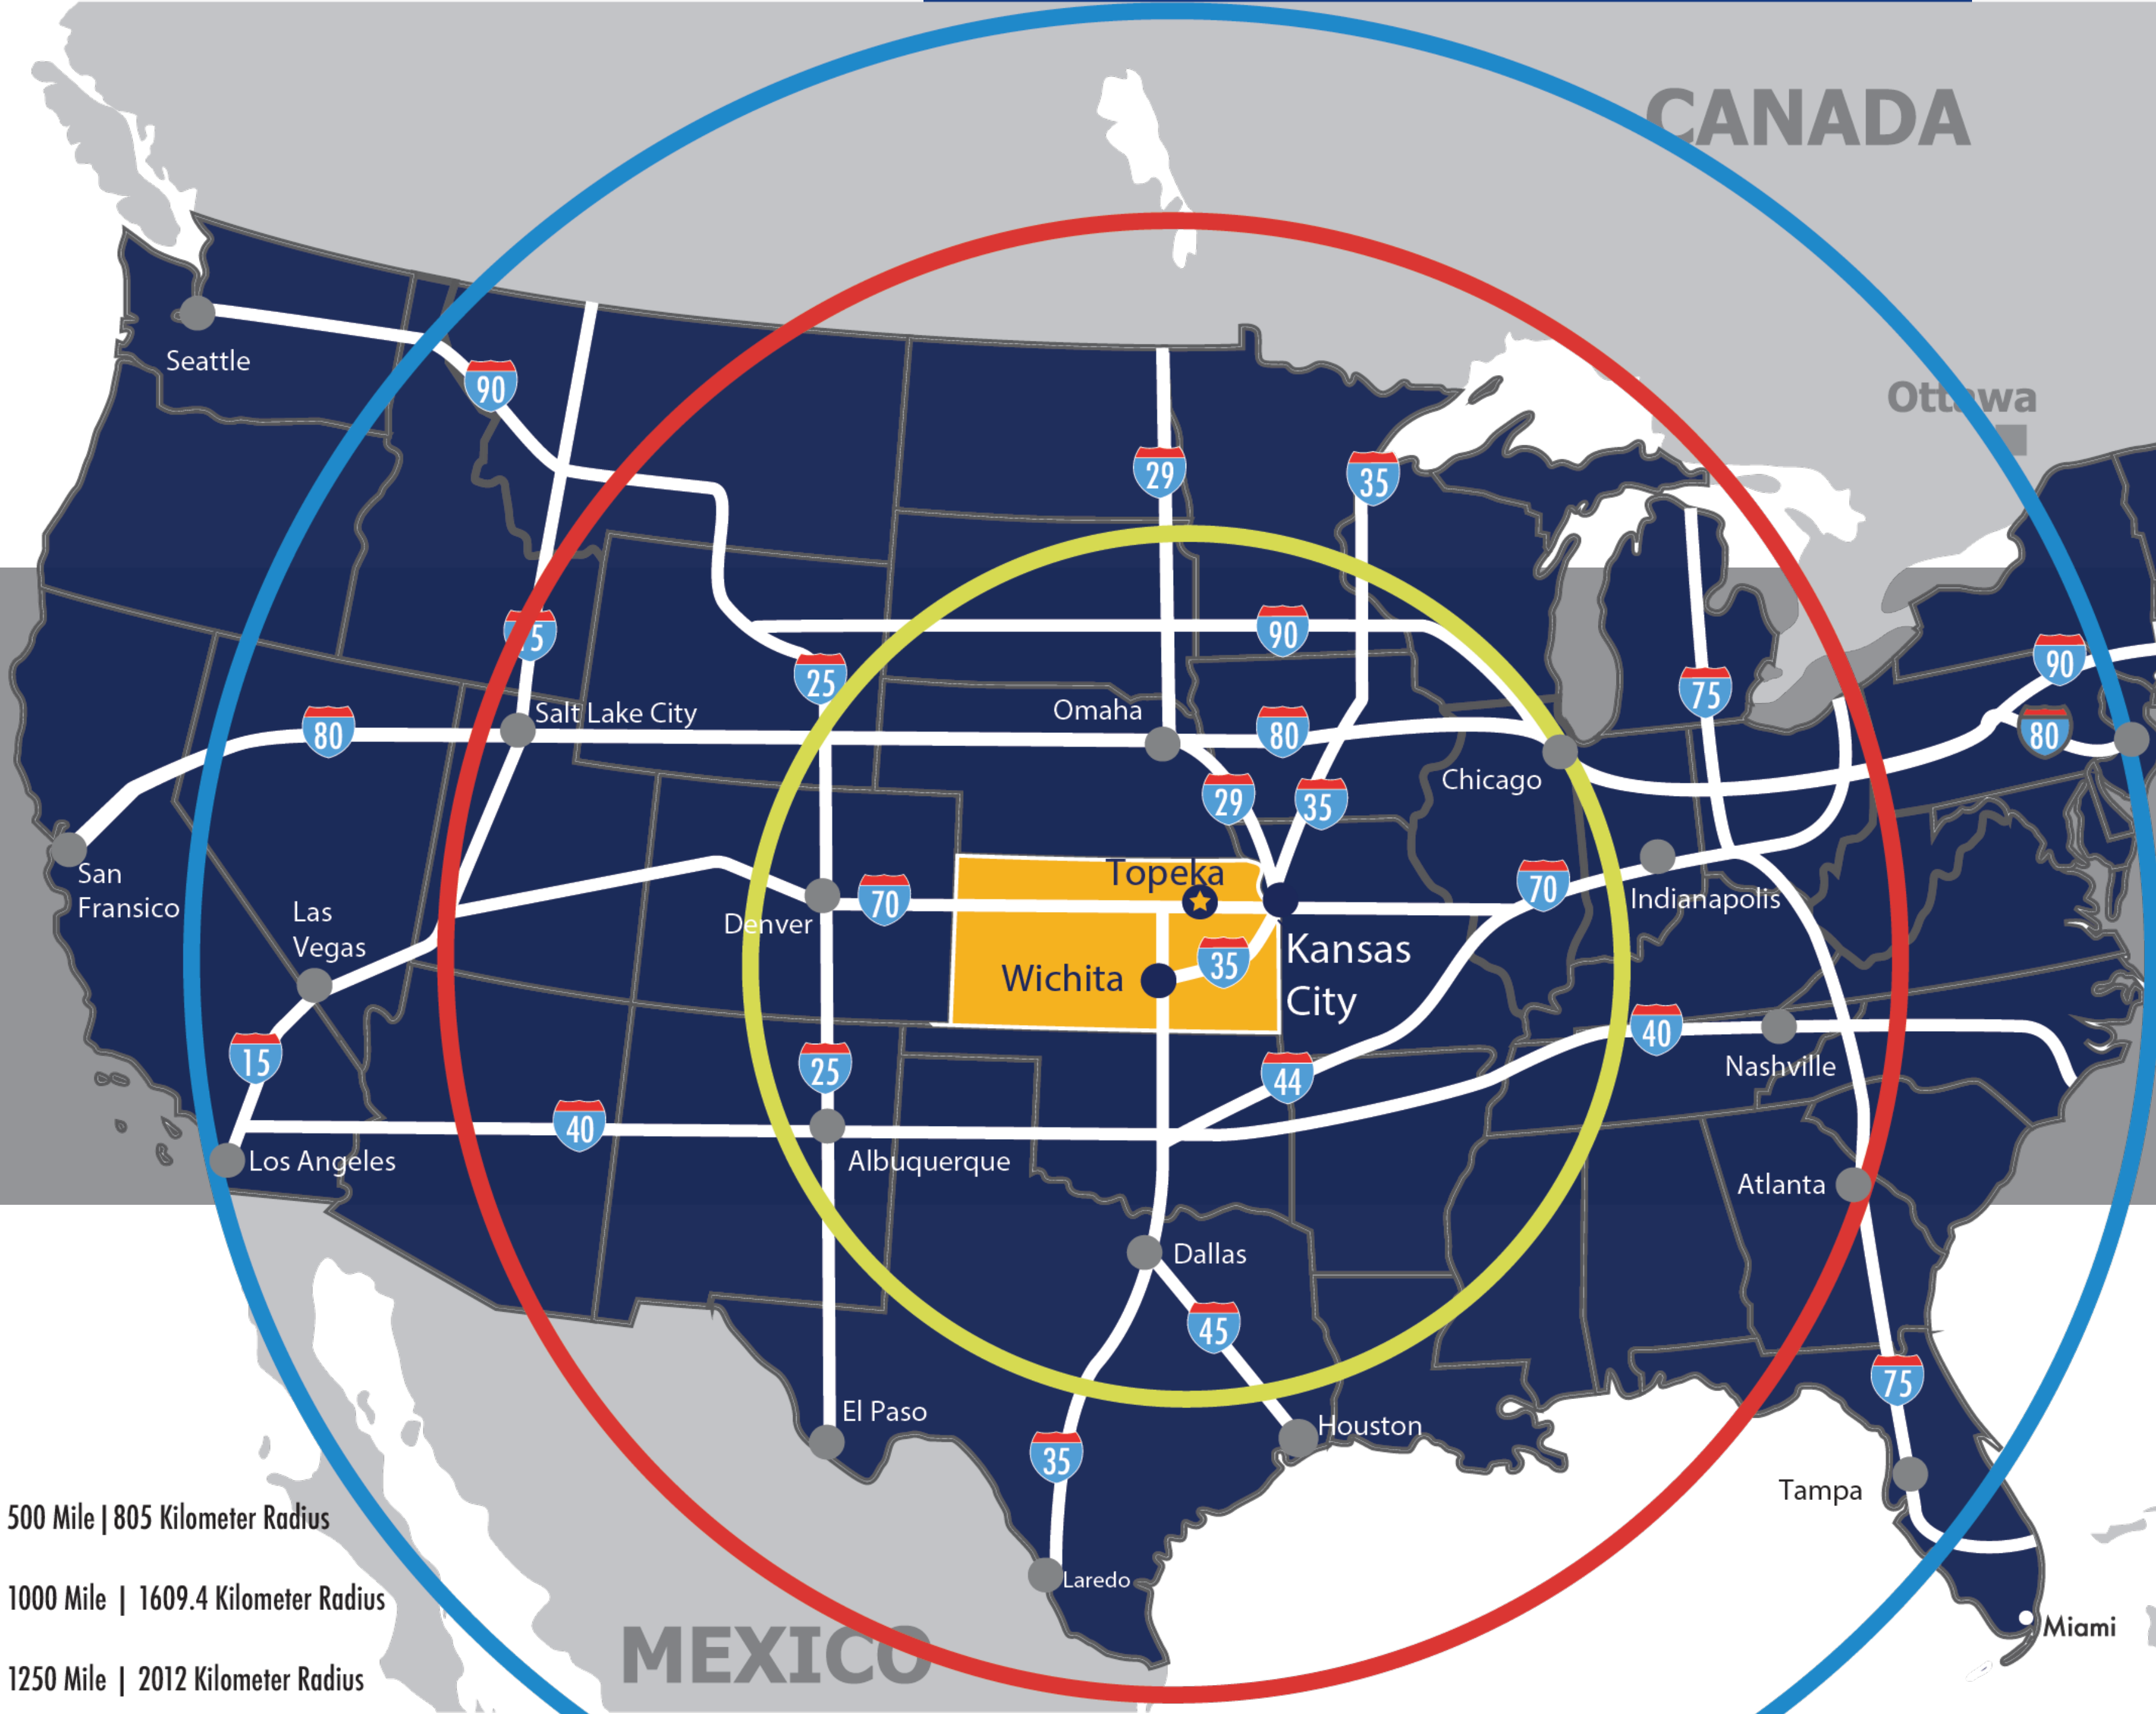 CANADA
Ottawa
Seattle
90
29
35
15
25
90
90
75
80
Salt Lake City
Omaha
80
80
Chicago
29
35
San
Fransico
Las
Vegas
Denver
70
Topeka
70
Indianapolis
Wichita
35
Kansas
City
15
25
44
40
Nashville
40
Los Angeles
Albuquerque
Atlanta
Dallas
45
75
El Paso
35
Houston
Tampa
Laredo
Miami
MEXICO
500 Mile | 805 Kilometer Radius
1000 Mile | 1609.4 Kilometer Radius
1250 Mile | 2012 Kilometer Radius